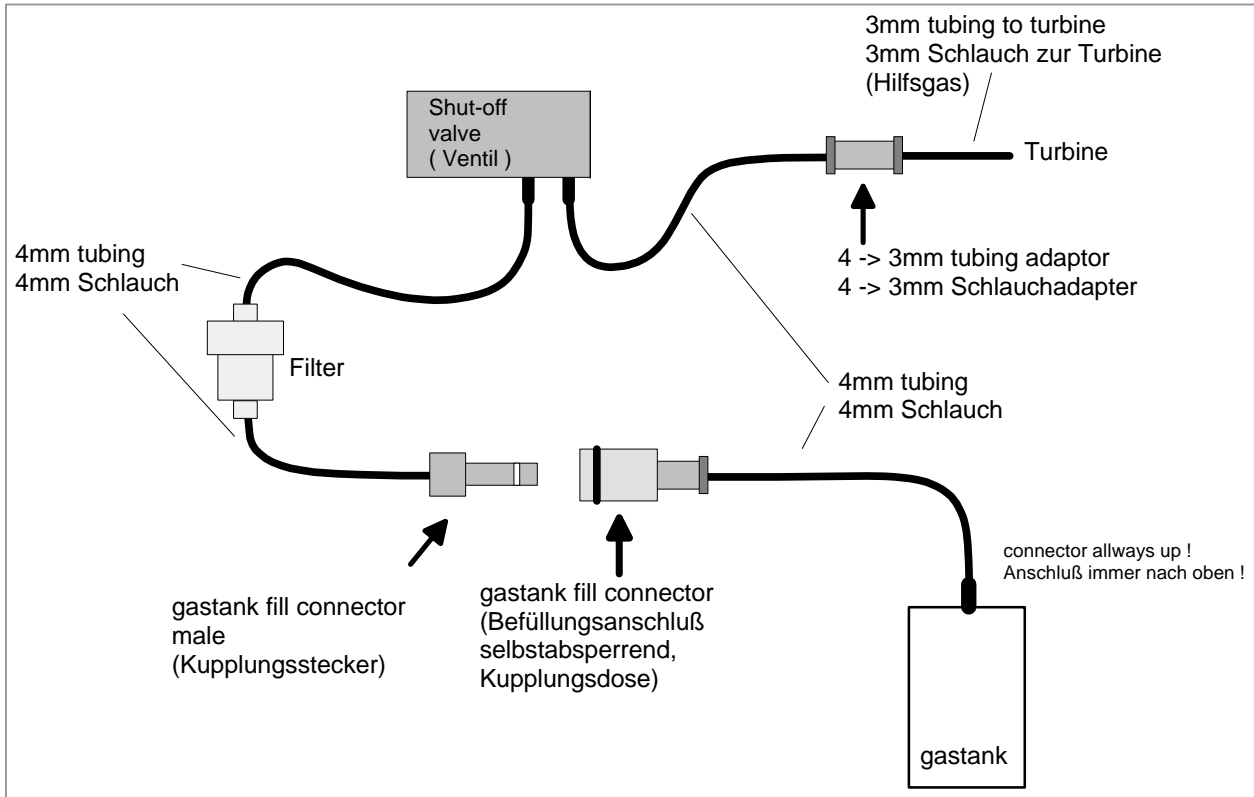 3mm tubing to turbine
3mm Schlauch zur Turbine
(Hilfsgas)
Shut-off
valve
( Ventil )
Turbine
4mm tubing
4mm Schlauch
4 -> 3mm tubing adaptor
4 -> 3mm Schlauchadapter
Filter
4mm tubing
4mm Schlauch
connector allways up !
Anschluß immer nach oben !
gastank fill connector
male
(Kupplungsstecker)
gastank fill connector
(Befüllungsanschluß
selbstabsperrend,
Kupplungsdose)
gastank